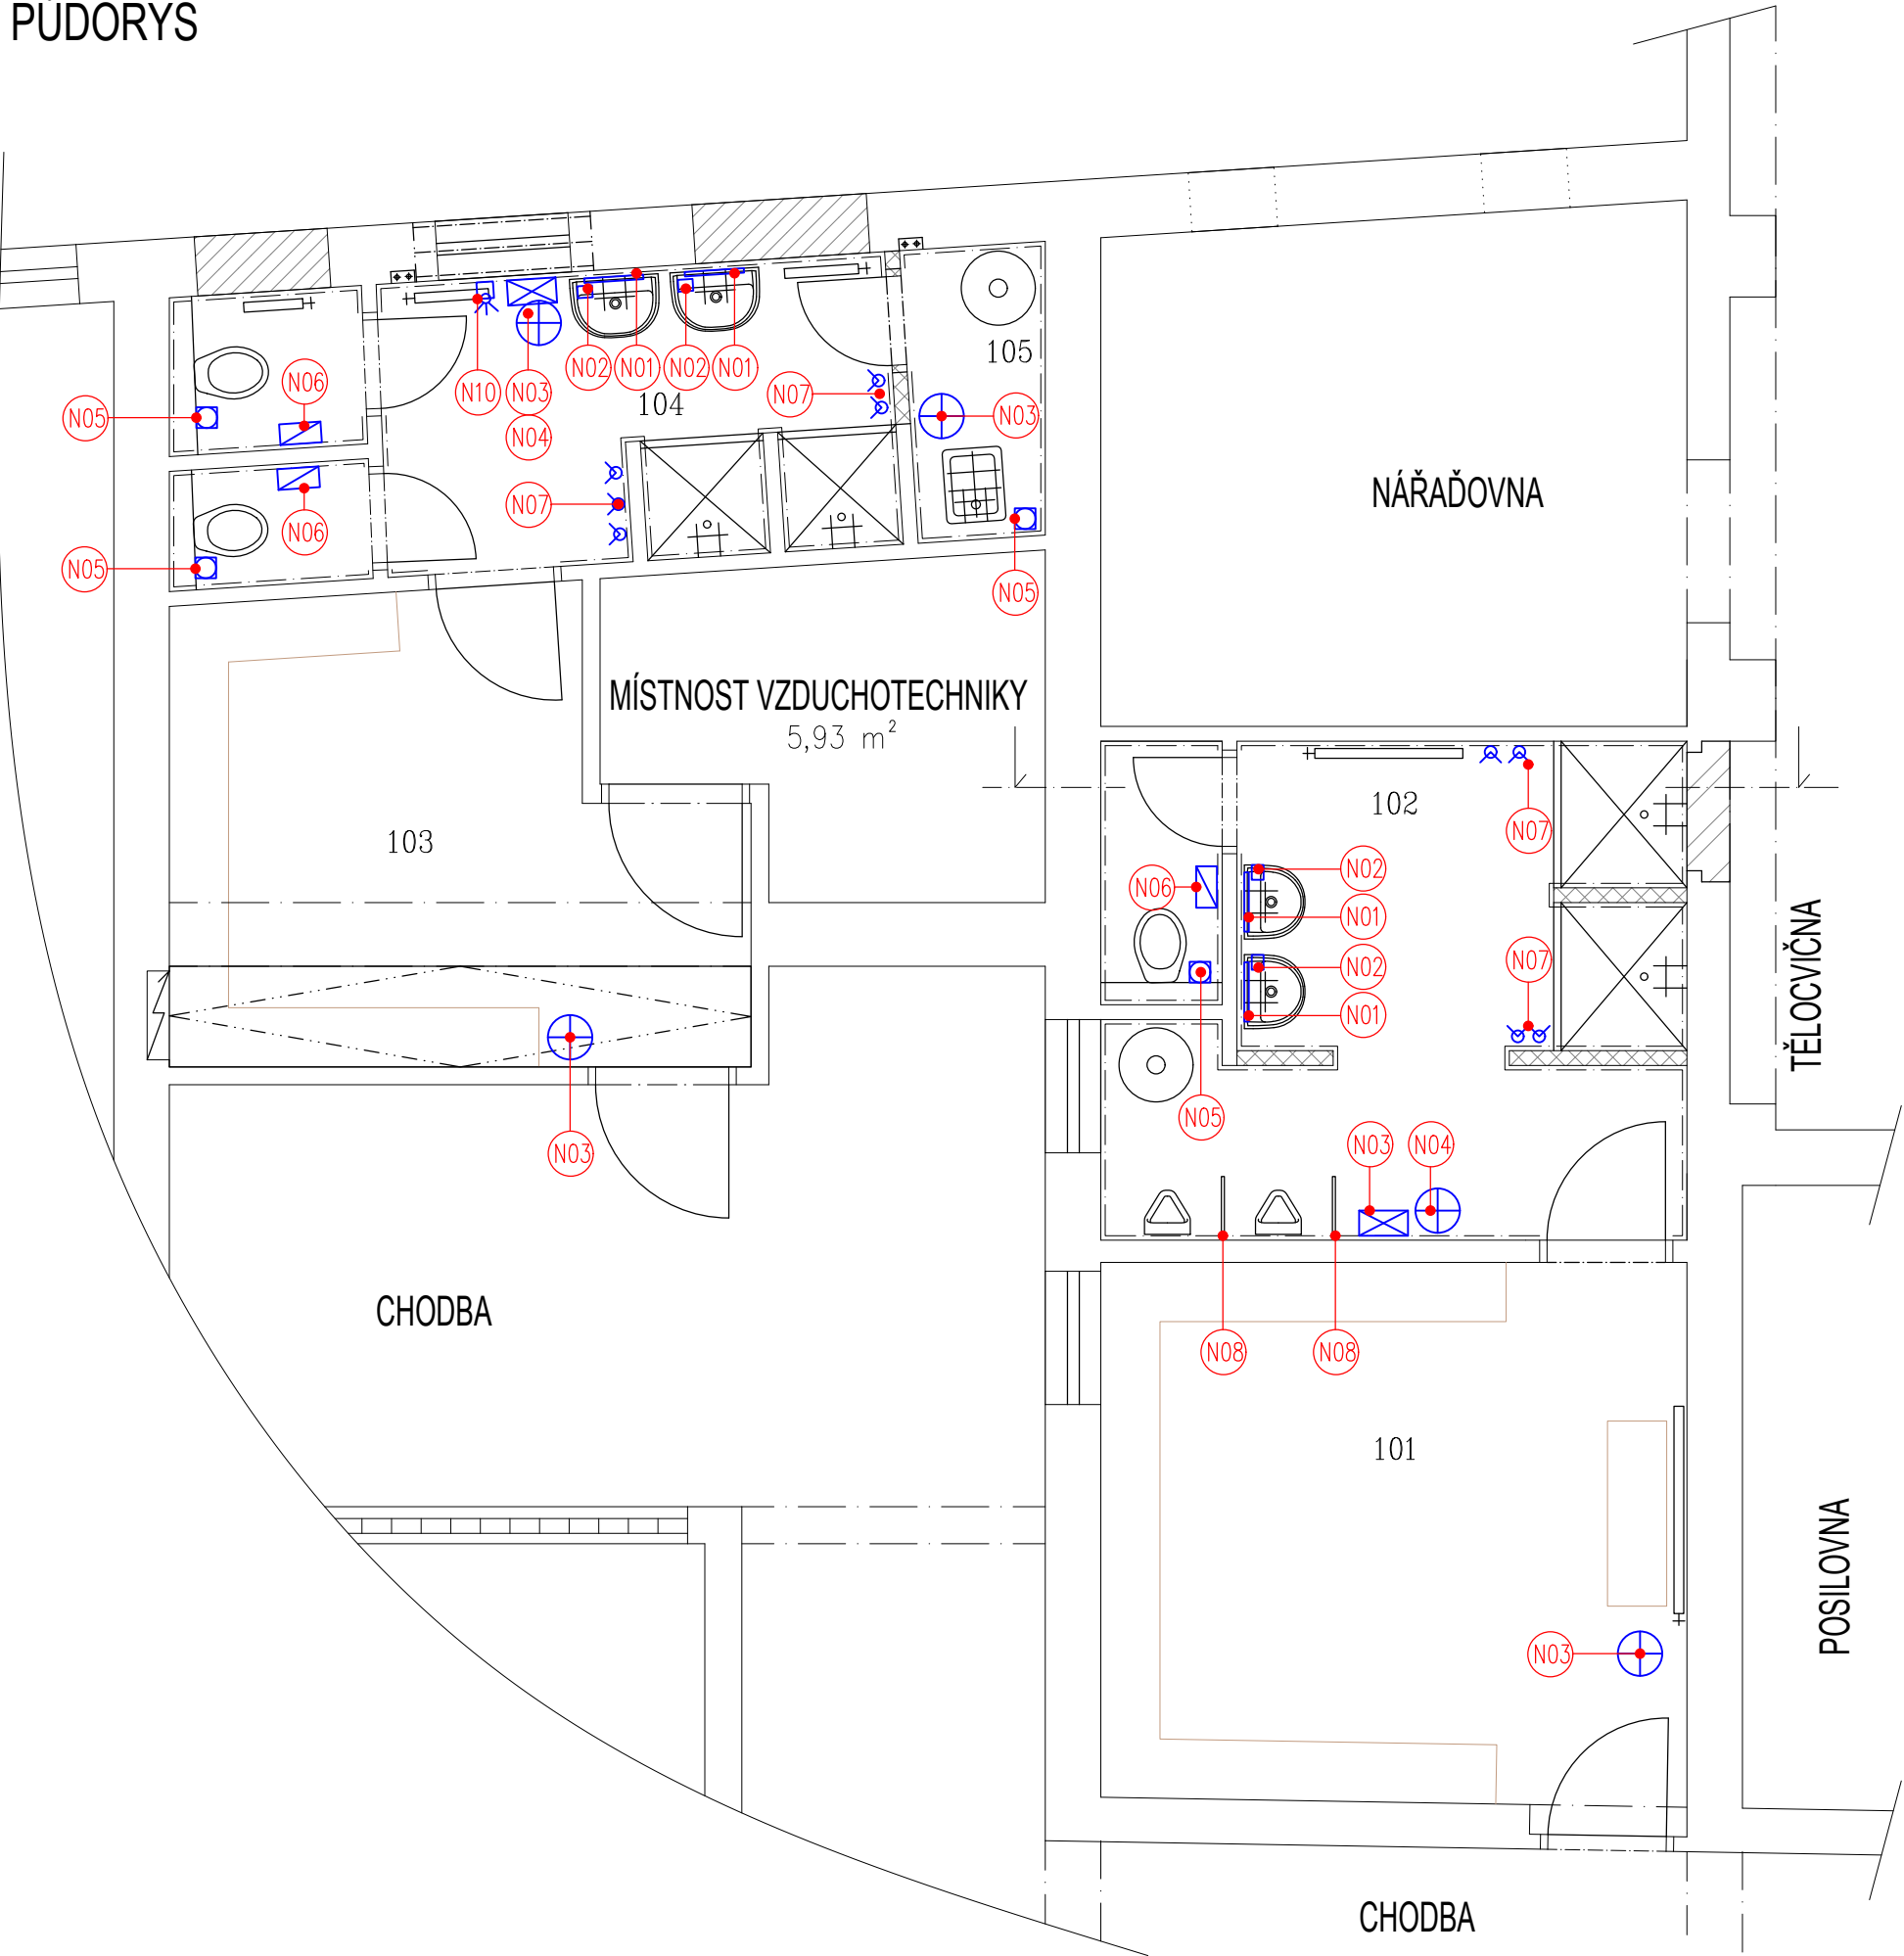 PŮDORYS
N06
N05
N10
N03
N02
N01
N02
N01
N07
105
104
N03
N04
N07
N06
N05
N05
NÁŘAĎOVNA
MÍSTNOST VZDUCHOTECHNIKY
5,93 m²
103
102
N07
N02
N06
N01
N02
N07
N01
TĚLOCVIČNA
N05
N03
N03
N04
CHODBA
N08
N08
101
POSILOVNA
N03
CHODBA